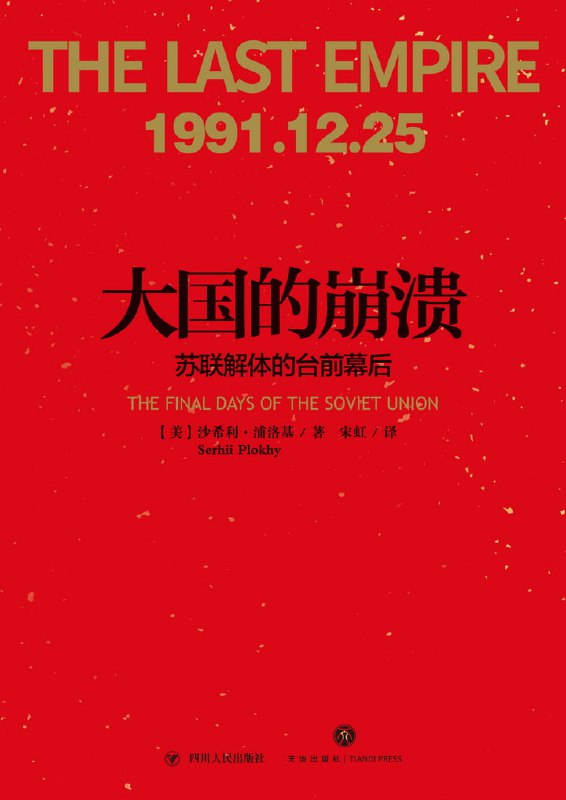 THE LAST EMPIRE
1991.12.25
大国的崩溃
苏联解体的台前幕后
THE FINAL DAYS OF THE SOVIET UNION
【美】沙希利·浦洛基 / 著 宋虹 / 译
Serhii Plokhy
四川人民出版社 天地出版社 | TIANDI PRESS